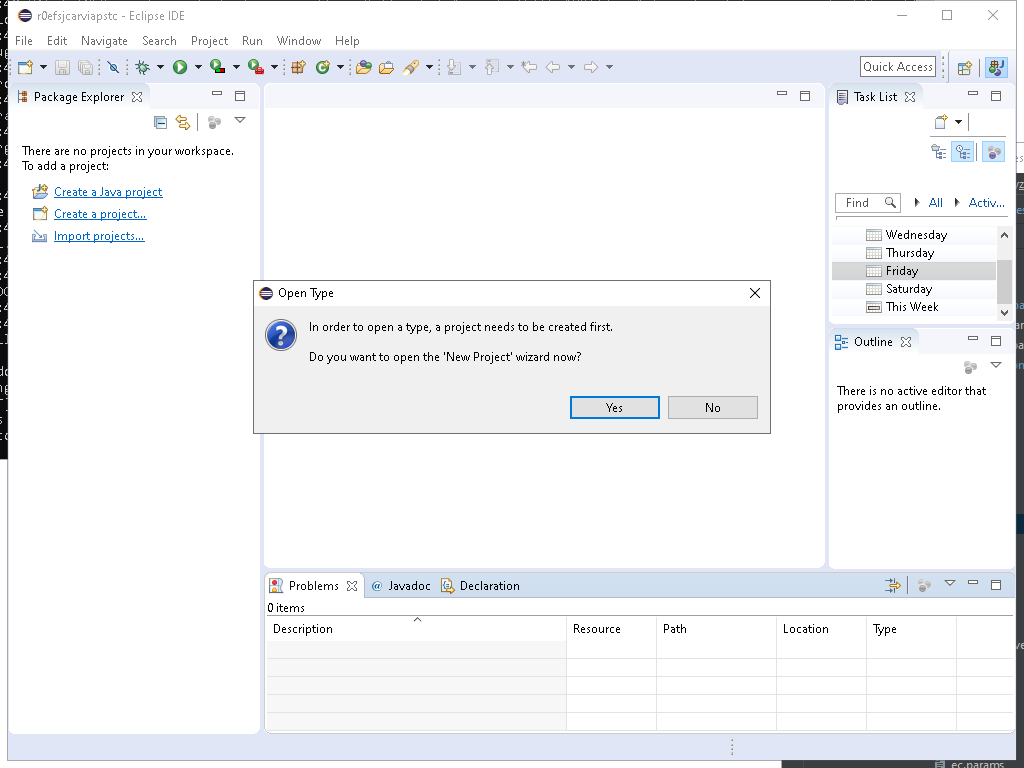 r0efsjcarviapstc - Eclipse IDE
File Edit Navigate Search Project Run Window Help
Quick Access
Package Explorer
Task List
There are no projects in your workspace.
To add a project:
Create a Java project
Create a project...
Import projects...
Find
All
Activ...
Wednesday
Thursday
Friday
Saturday
This Week
Open Type
In order to open a type, a project needs to be created first.
Do you want to open the 'New Project' wizard now?
Yes
No
Outline
There is no active editor that
provides an outline.
Problems
@ Javadoc
Declaration
0 items
Description Resource Path Location Type
ec.params